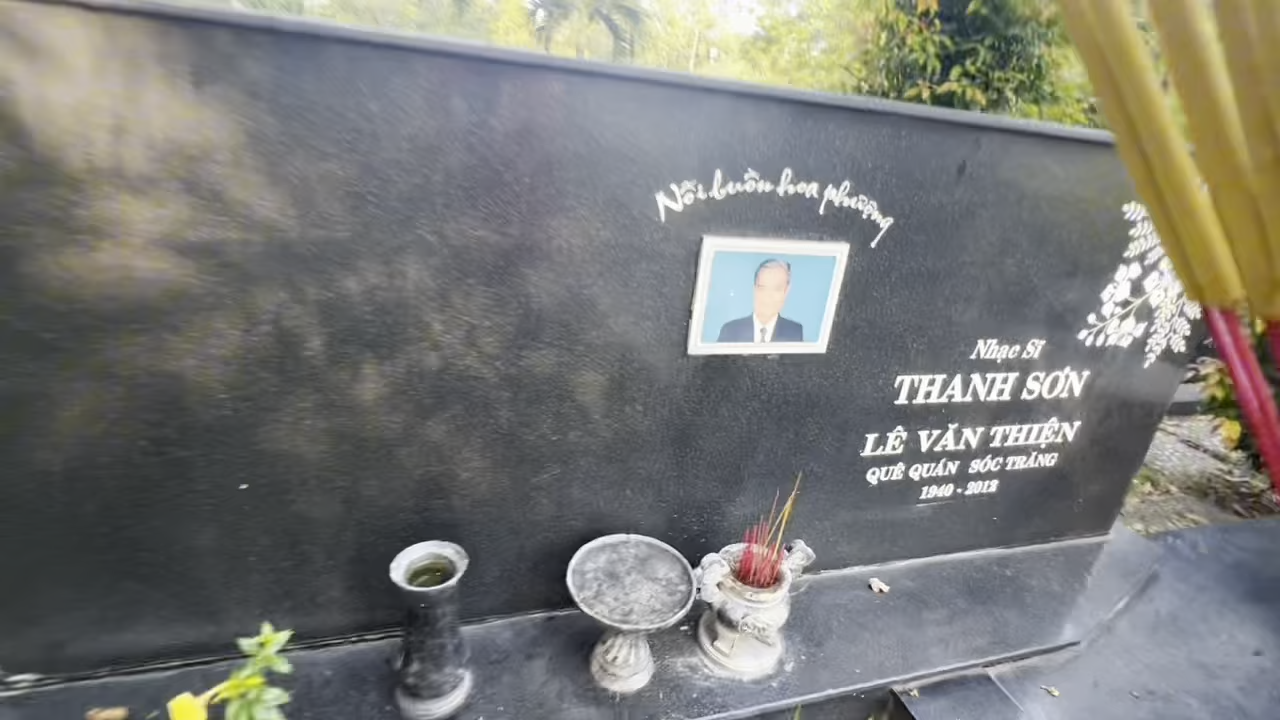 Nỗi buồn hoa phượng
Nhạc Sĩ
THANH SƠN
LÊ VĂN THIỆN
QUÊ QUÁN SÓC TRĂNG
1940 - 2012